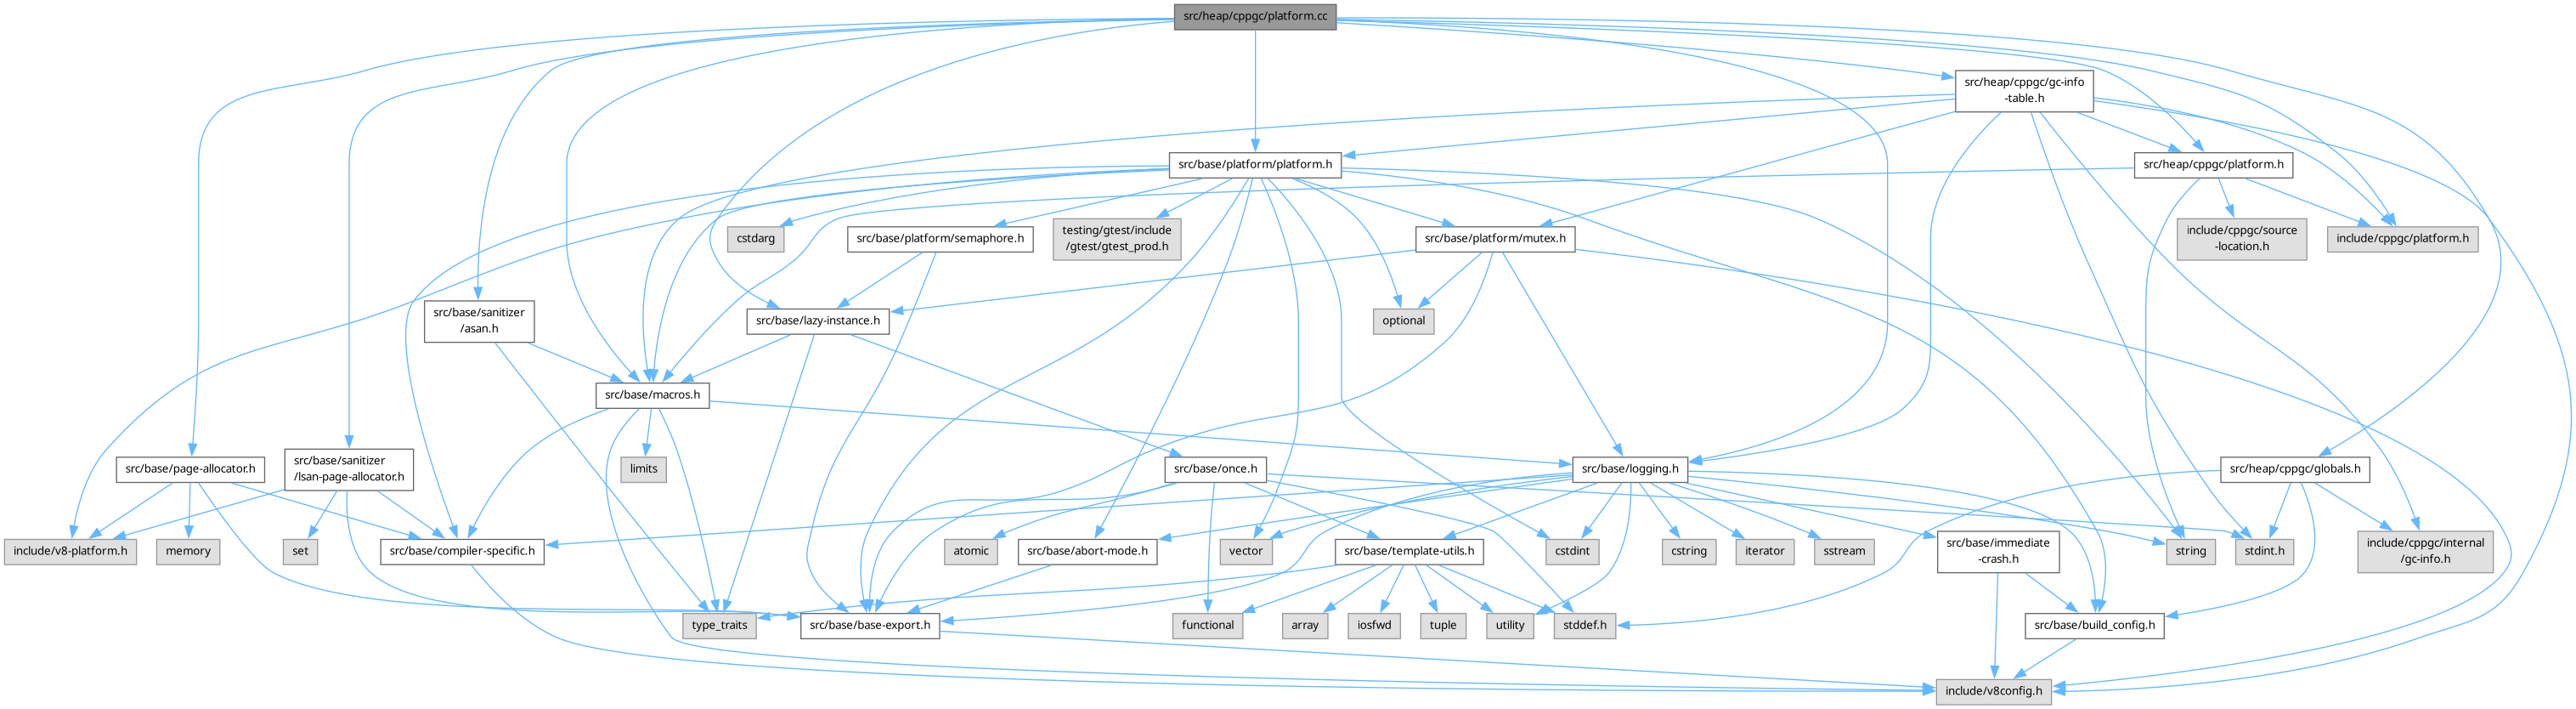 src/heap/cppgc/platform.cc
src/heap/cppgc/gc-info
-table.h
src/base/platform/platform.h
src/heap/cppgc/platform.h
cstdarg
src/base/platform/semaphore.h
testing/gtest/include
/gtest/gtest_prod.h
src/base/platform/mutex.h
include/cppgc/source
-location.h
include/cppgc/platform.h
src/base/sanitizer
/asan.h
src/base/lazy-instance.h
optional
src/base/macros.h
src/base/page-allocator.h
src/base/sanitizer
/lsan-page-allocator.h
limits
src/base/once.h
src/base/logging.h
src/heap/cppgc/globals.h
include/v8-platform.h
memory
set
src/base/compiler-specific.h
atomic
src/base/abort-mode.h
vector
src/base/template-utils.h
cstdint
cstring
iterator
sstream
src/base/immediate
-crash.h
string
stdint.h
include/cppgc/internal
/gc-info.h
type_traits
src/base/base-export.h
functional
array
iosfwd
tuple
utility
stddef.h
src/base/build_config.h
include/v8config.h